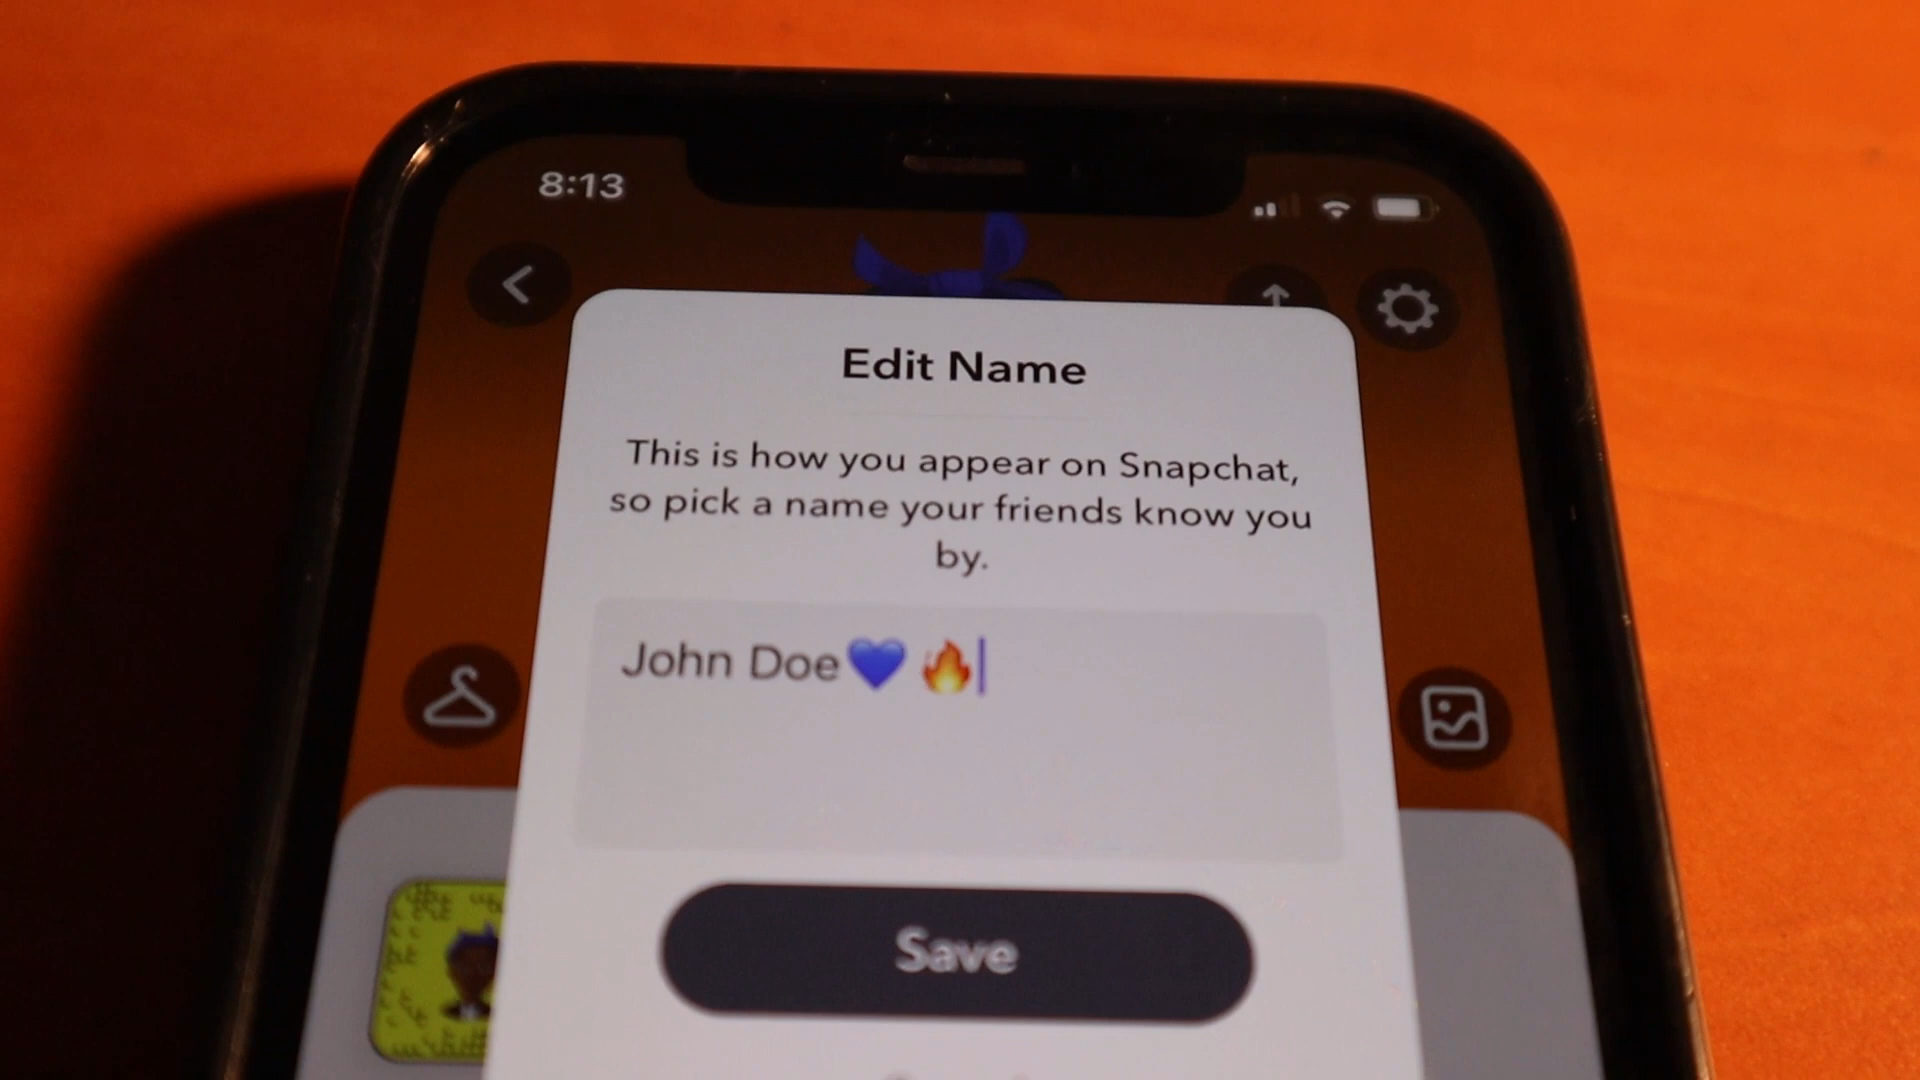 8:13
Edit Name
This is how you appear on Snapchat,
so pick a name your friends know you
by.
John Doe💙🔥
Save